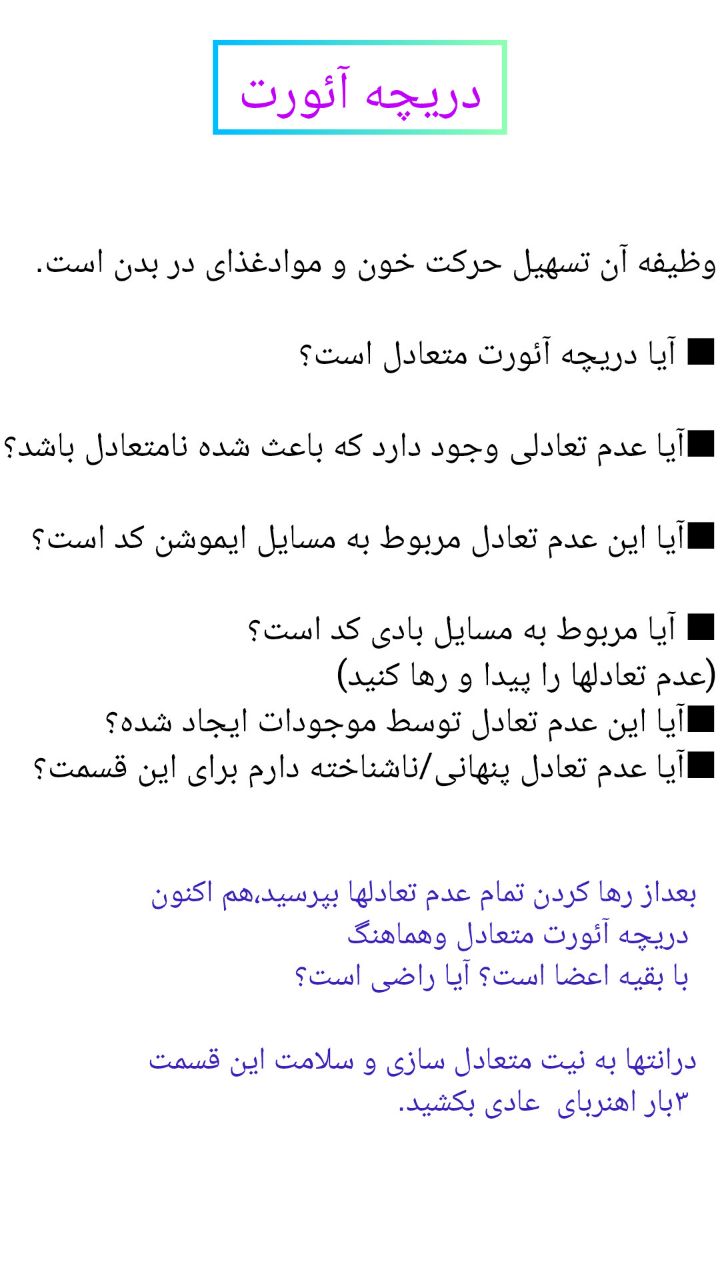 دریچه آئورت
وظیفه آن تسهیل حرکت خون و موادغذای در بدن است.
■ آیا دریچه آئورت متعادل است؟
■آیا عدم تعادلی وجود دارد که باعث شده نامتعادل باشد؟
■آیا این عدم تعادل مربوط به مسایل ایموشن کد است؟
■ آیا مربوط به مسایل بادی کد است؟
(عدم تعادلها را پیدا و رها کنید)
■آیا این عدم تعادل توسط موجودات ایجاد شده؟
■آیا عدم تعادل پنهانی/ناشناخته دارم برای این قسمت؟
بعداز رها کردن تمام عدم تعادلها بپرسید،هم اکنون
دریچه آئورت متعادل وهماهنگ
با بقیه اعضا است؟ آیا راضی است؟
درانتها به نیت متعادل سازی و سلامت این قسمت
۳بار اهنربای  عادی بکشید.